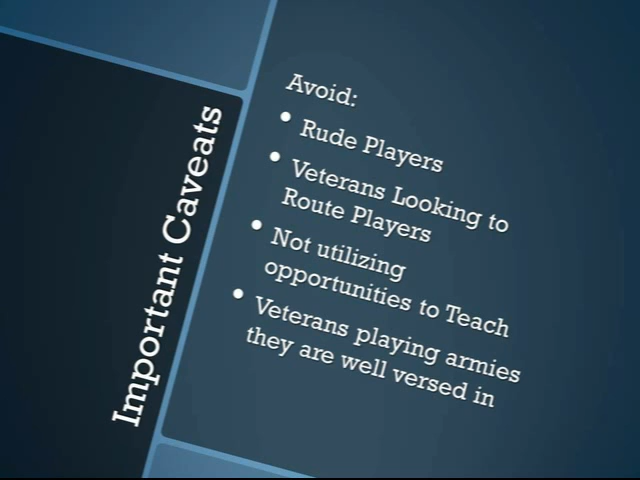 Important Caveats
Avoid:
• Rude Players
• Veterans Looking to
Route Players
• Not utilizing
opportunities to Teach
• Veterans playing armies
they are well versed in